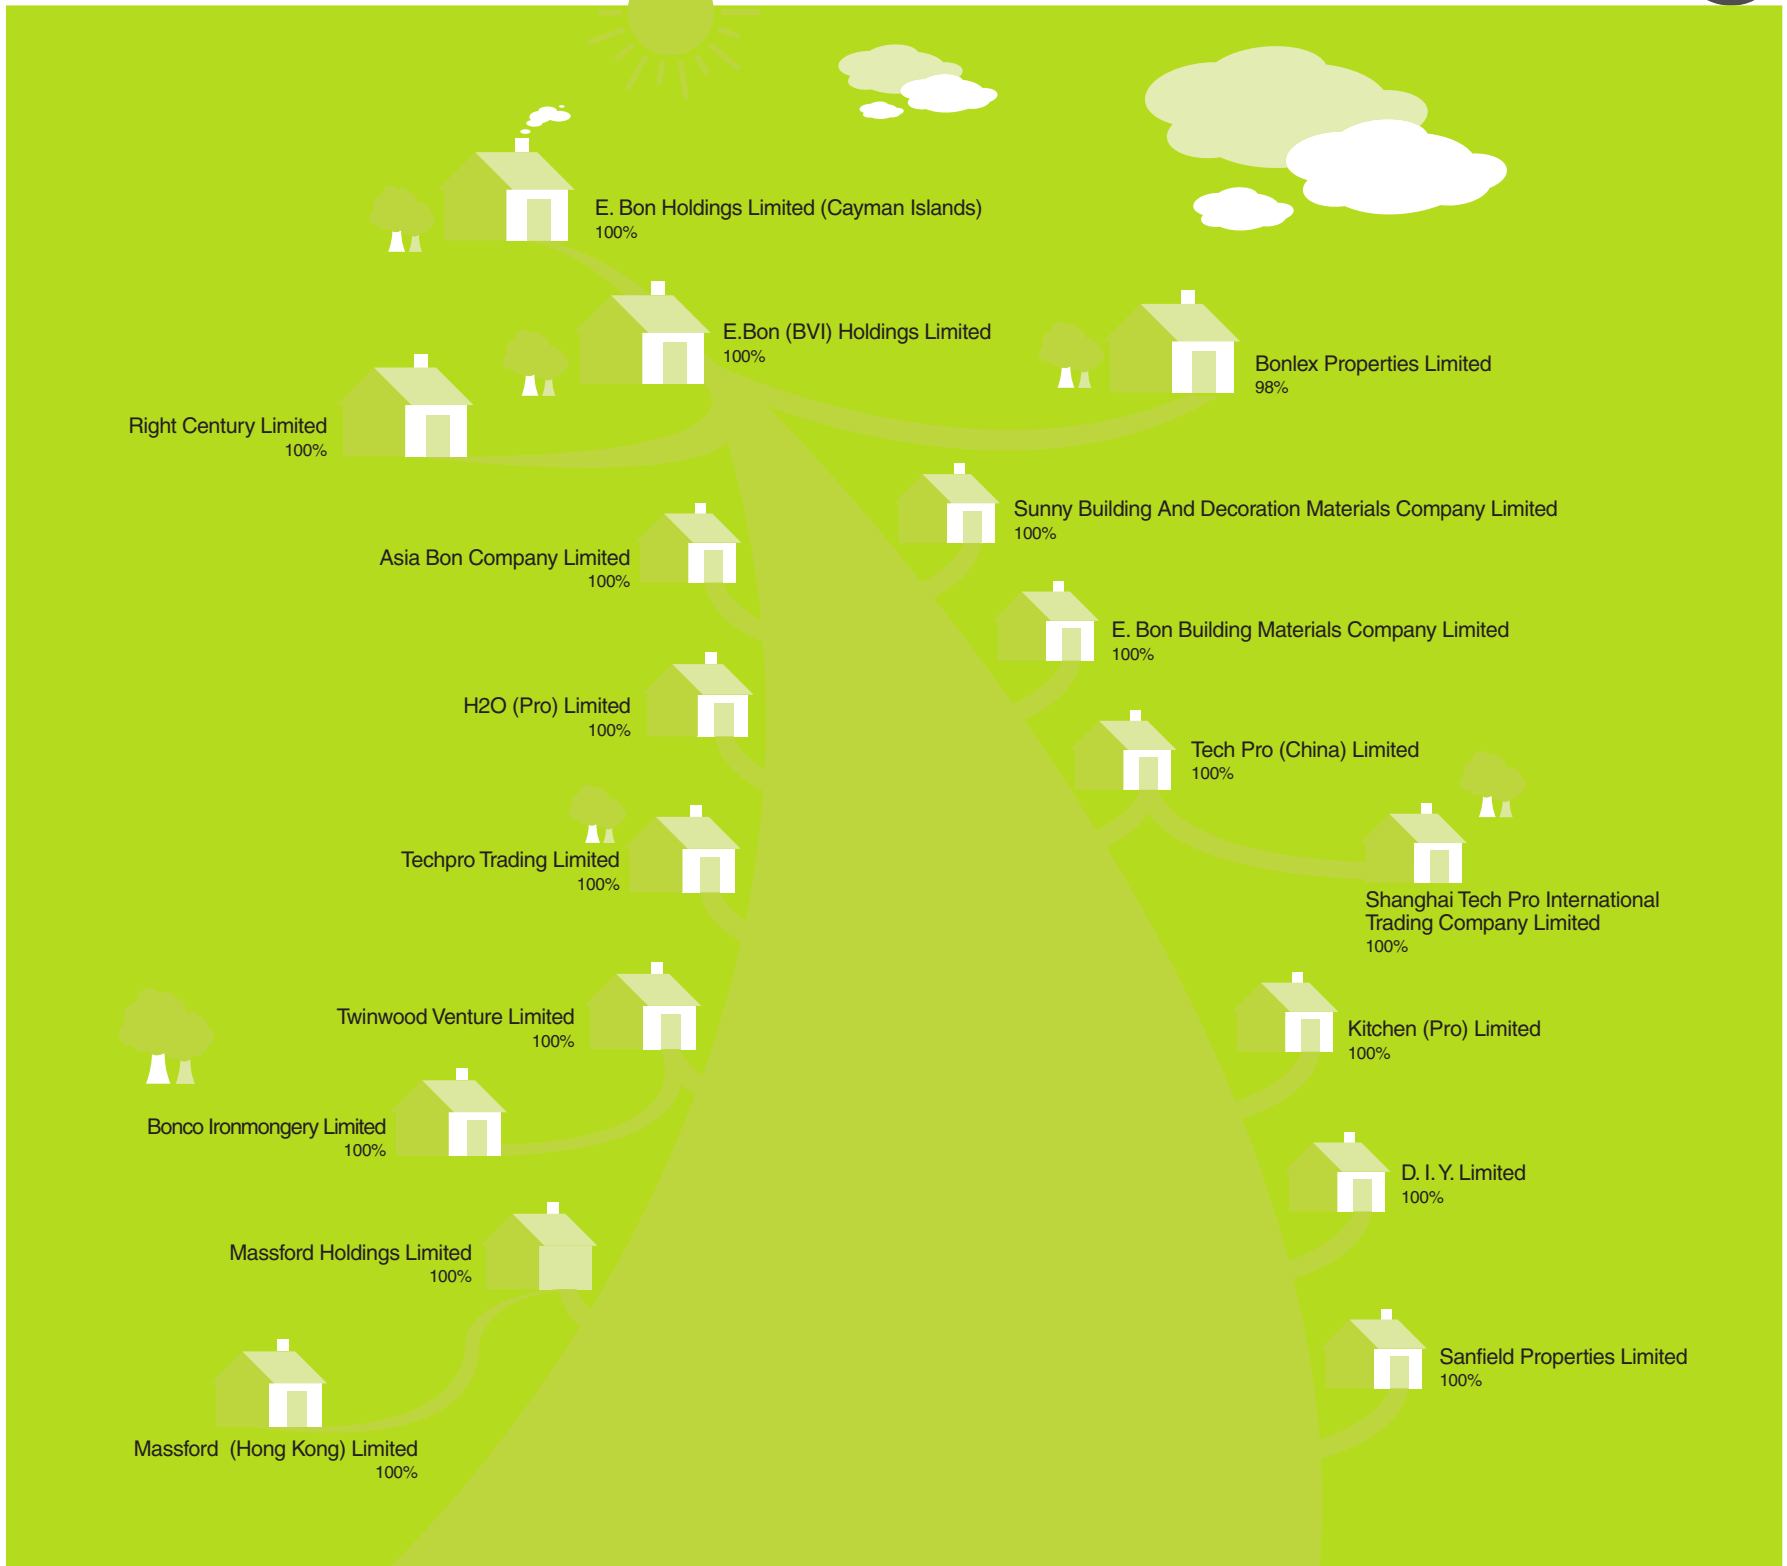 E. Bon Holdings Limited (Cayman Islands)
100%
E.Bon (BVI) Holdings Limited
100%
Bonlex Properties Limited
98%
Right Century Limited
100%
Sunny Building And Decoration Materials Company Limited
100%
Asia Bon Company Limited
100%
E. Bon Building Materials Company Limited
100%
H2O (Pro) Limited
100%
Tech Pro (China) Limited
100%
Techpro Trading Limited
100%
Shanghai Tech Pro International
Trading Company Limited
100%
Twinwood Venture Limited
100%
Kitchen (Pro) Limited
100%
Bonco Ironmongery Limited
100%
D. I. Y. Limited
100%
Massford Holdings Limited
100%
Sanfield Properties Limited
100%
Massford (Hong Kong) Limited
100%